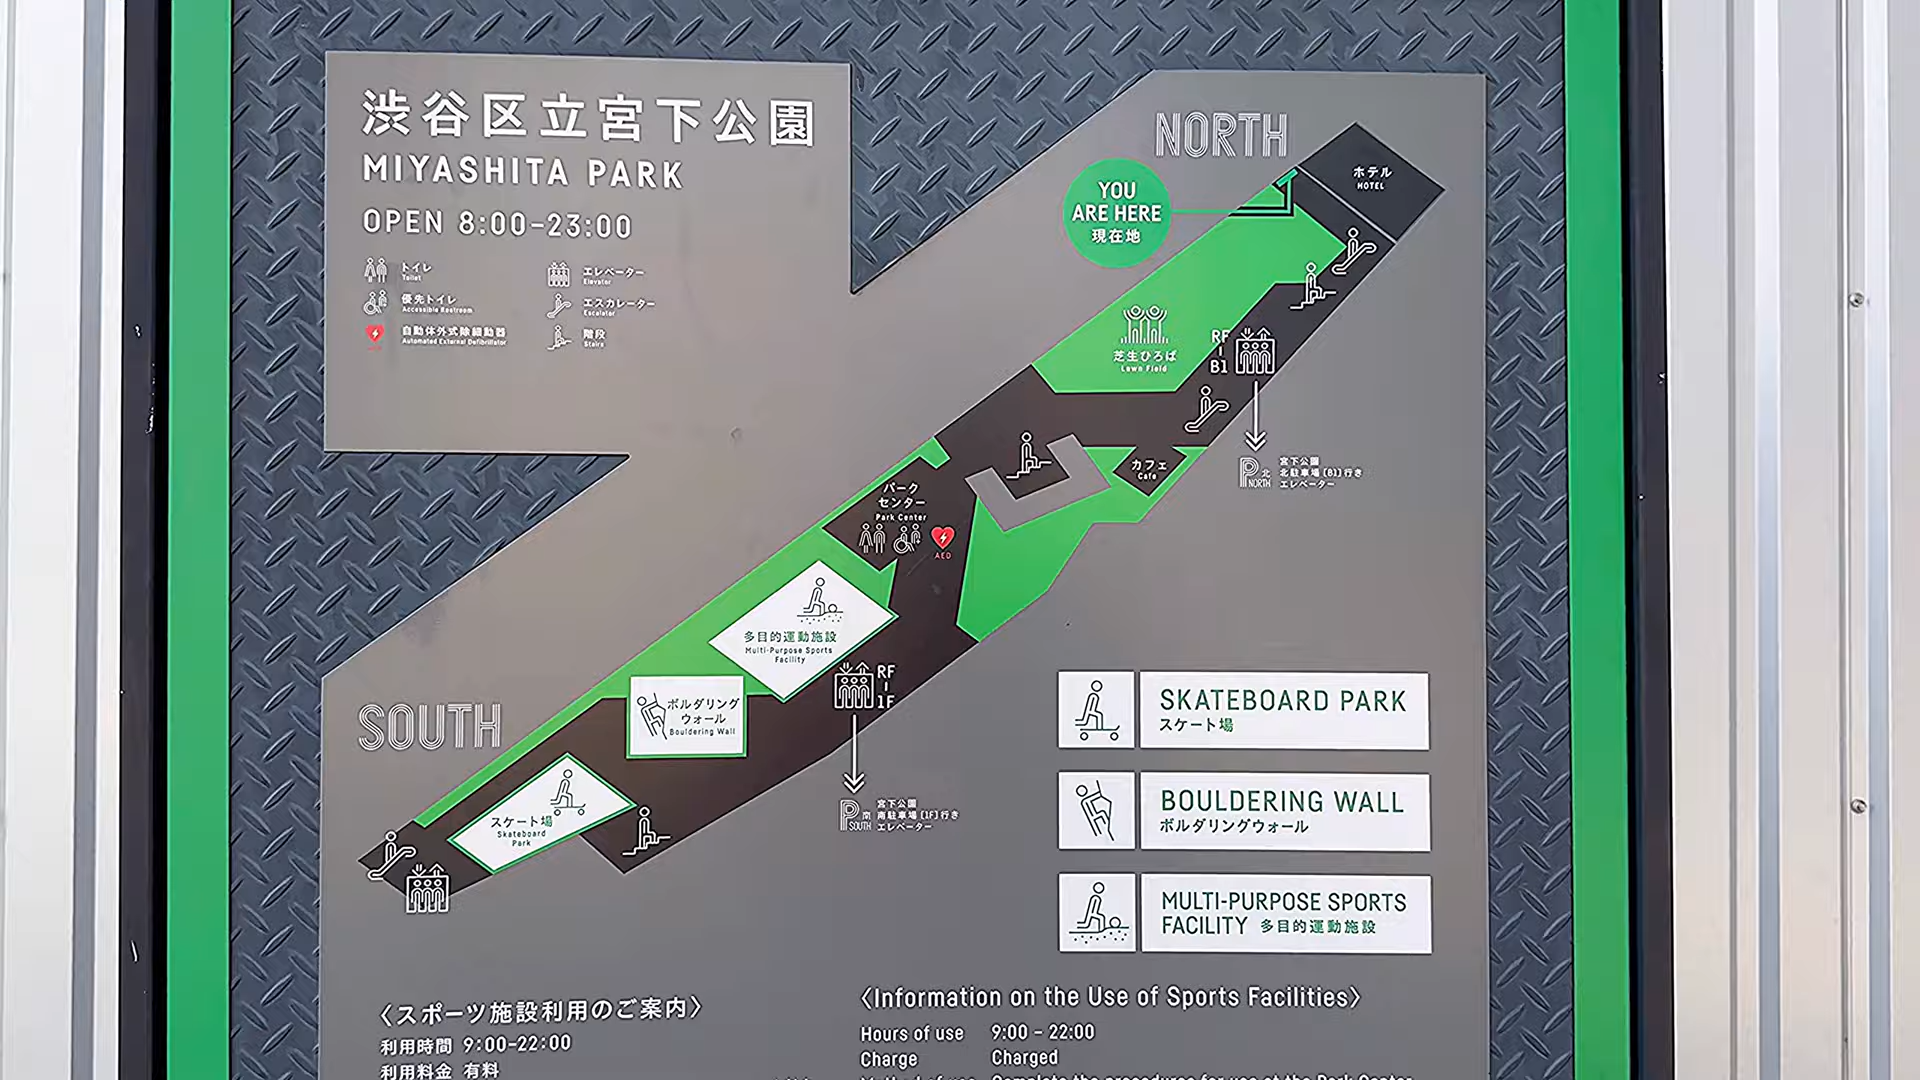 渋谷区立宮下公園
MIYASHITA PARK
OPEN 8:00–23:00
トイレ
Toilet
優先トイレ
Accessible Restroom
自動体外式除細動器
Automated External Defibrillator
エレベーター
Elevator
エスカレーター
Escalator
階段
Stairs
NORTH
ホテル
HOTEL
YOU
ARE HERE
現在地
芝生ひろば
Lawn Field
RF
B1
カフェ
Cafe
P北
NORTH
宮下公園
北駐車場[B1]行き
エレベーター
パーク
センター
Park Center
AED
多目的運動施設
Multi-Purpose Sports
Facility
RF
1F
ボルダリング
ウォール
Bouldering Wall
SOUTH
スケート場
Skateboard
Park
P南
SOUTH
宮下公園
南駐車場[1F]行き
エレベーター
SKATEBOARD PARK
スケート場
BOULDERING WALL
ボルダリングウォール
MULTI-PURPOSE SPORTS
FACILITY 多目的運動施設
〈スポーツ施設利用のご案内〉
利用時間 9:00–22:00
利用料金 有料
〈Information on the Use of Sports Facilities〉
Hours of use 9:00 – 22:00
Charge Charged